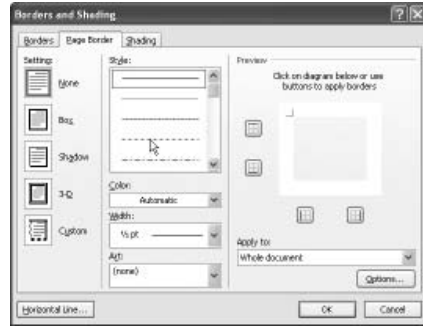 Borders and Shading
Borders Page Border Shading
Setting:
None
Box
Shadow
3-D
Custom
Style:
Color:
Automatic
Width:
½ pt
Art:
(none)
Preview
Click on diagram below or use
buttons to apply borders
Apply to:
Whole document
Options...
Horizontal Line...
OK
Cancel